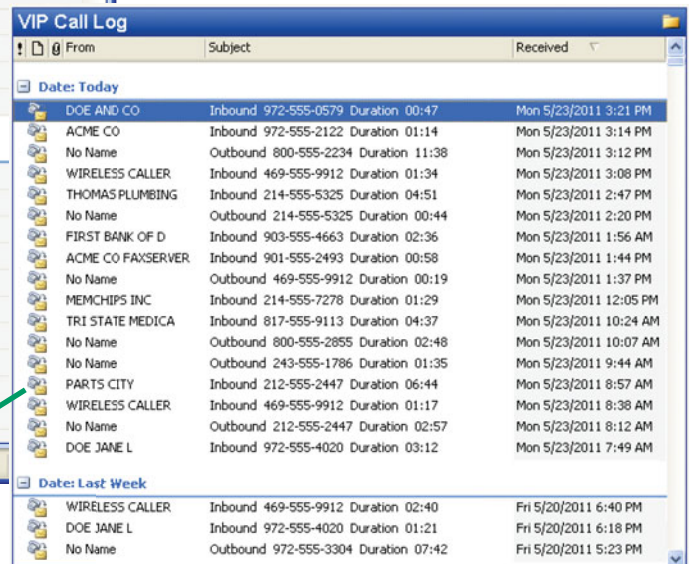 VIP Call Log
! From Subject Received
Date: Today
DOE AND CO Inbound 972-555-0579 Duration 00:47 Mon 5/23/2011 3:21 PM
ACME CO Inbound 972-555-2122 Duration 01:14 Mon 5/23/2011 3:14 PM
No Name Outbound 800-555-2234 Duration 11:38 Mon 5/23/2011 3:12 PM
WIRELESS CALLER Inbound 469-555-9912 Duration 01:34 Mon 5/23/2011 3:08 PM
THOMAS PLUMBING Inbound 214-555-5325 Duration 04:51 Mon 5/23/2011 2:47 PM
No Name Outbound 214-555-5325 Duration 00:44 Mon 5/23/2011 2:20 PM
FIRST BANK OF D Inbound 903-555-4663 Duration 02:36 Mon 5/23/2011 1:56 AM
ACME CO FAXSERVER Inbound 901-555-2493 Duration 00:58 Mon 5/23/2011 1:44 PM
No Name Outbound 469-555-9912 Duration 00:19 Mon 5/23/2011 1:37 PM
MEMCHIPS INC Inbound 214-555-7278 Duration 01:29 Mon 5/23/2011 12:05 PM
TRI STATE MEDICA Inbound 817-555-9113 Duration 04:37 Mon 5/23/2011 10:24 AM
No Name Outbound 800-555-2855 Duration 02:48 Mon 5/23/2011 10:07 AM
No Name Outbound 243-555-1786 Duration 01:35 Mon 5/23/2011 9:44 AM
PARTS CITY Inbound 212-555-2447 Duration 06:44 Mon 5/23/2011 8:57 AM
WIRELESS CALLER Inbound 469-555-9912 Duration 01:17 Mon 5/23/2011 8:38 AM
No Name Outbound 212-555-2447 Duration 02:57 Mon 5/23/2011 8:12 AM
DOE JANE L Inbound 972-555-4020 Duration 03:12 Mon 5/23/2011 7:49 AM
Date: Last Week
WIRELESS CALLER Inbound 469-555-9912 Duration 02:40 Fri 5/20/2011 6:40 PM
DOE JANE L Inbound 972-555-4020 Duration 01:21 Fri 5/20/2011 6:18 PM
No Name Outbound 972-555-3304 Duration 07:42 Fri 5/20/2011 5:23 PM